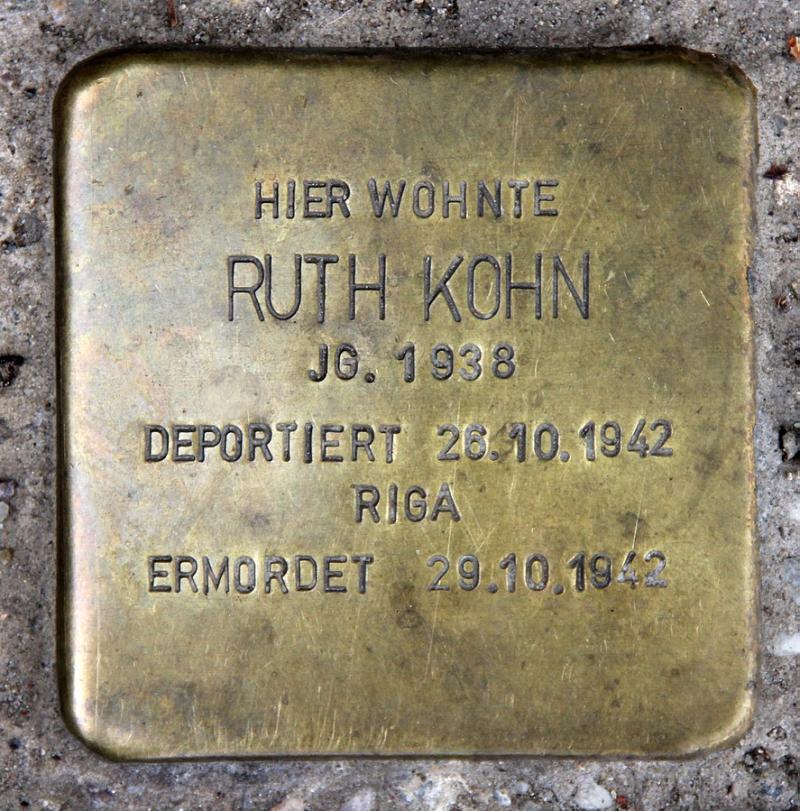 HIER WOHNTE
RUTH KOHN
JG. 1938
DEPORTIERT 26.10.1942
RIGA
ERMORDET 29.10.1942